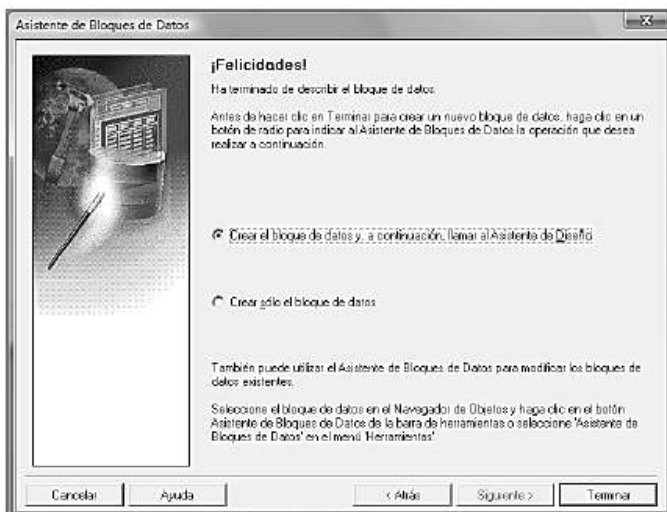 Asistente de Bloques de Datos
¡Felicidades!
Ha terminado de describir el bloque de datos.
Antes de hacer clic en Terminar para crear un nuevo bloque de datos, haga clic en un
botón de radio para indicar al Asistente de Bloques de Datos la operación que desea
realizar a continuación.
Crear el bloque de datos y, a continuación, llamar al Asistente de Diseño
Crear sólo el bloque de datos
También puede utilizar el Asistente de Bloques de Datos para modificar los bloques de
datos existentes.
Seleccione el bloque de datos en el Navegador de Objetos y haga clic en el botón
Asistente de Bloques de Datos de la barra de herramientas o seleccione 'Asistente de
Bloques de Datos' en el menú 'Herramientas'.
Cancelar Ayuda < Atrás Siguiente > Terminar